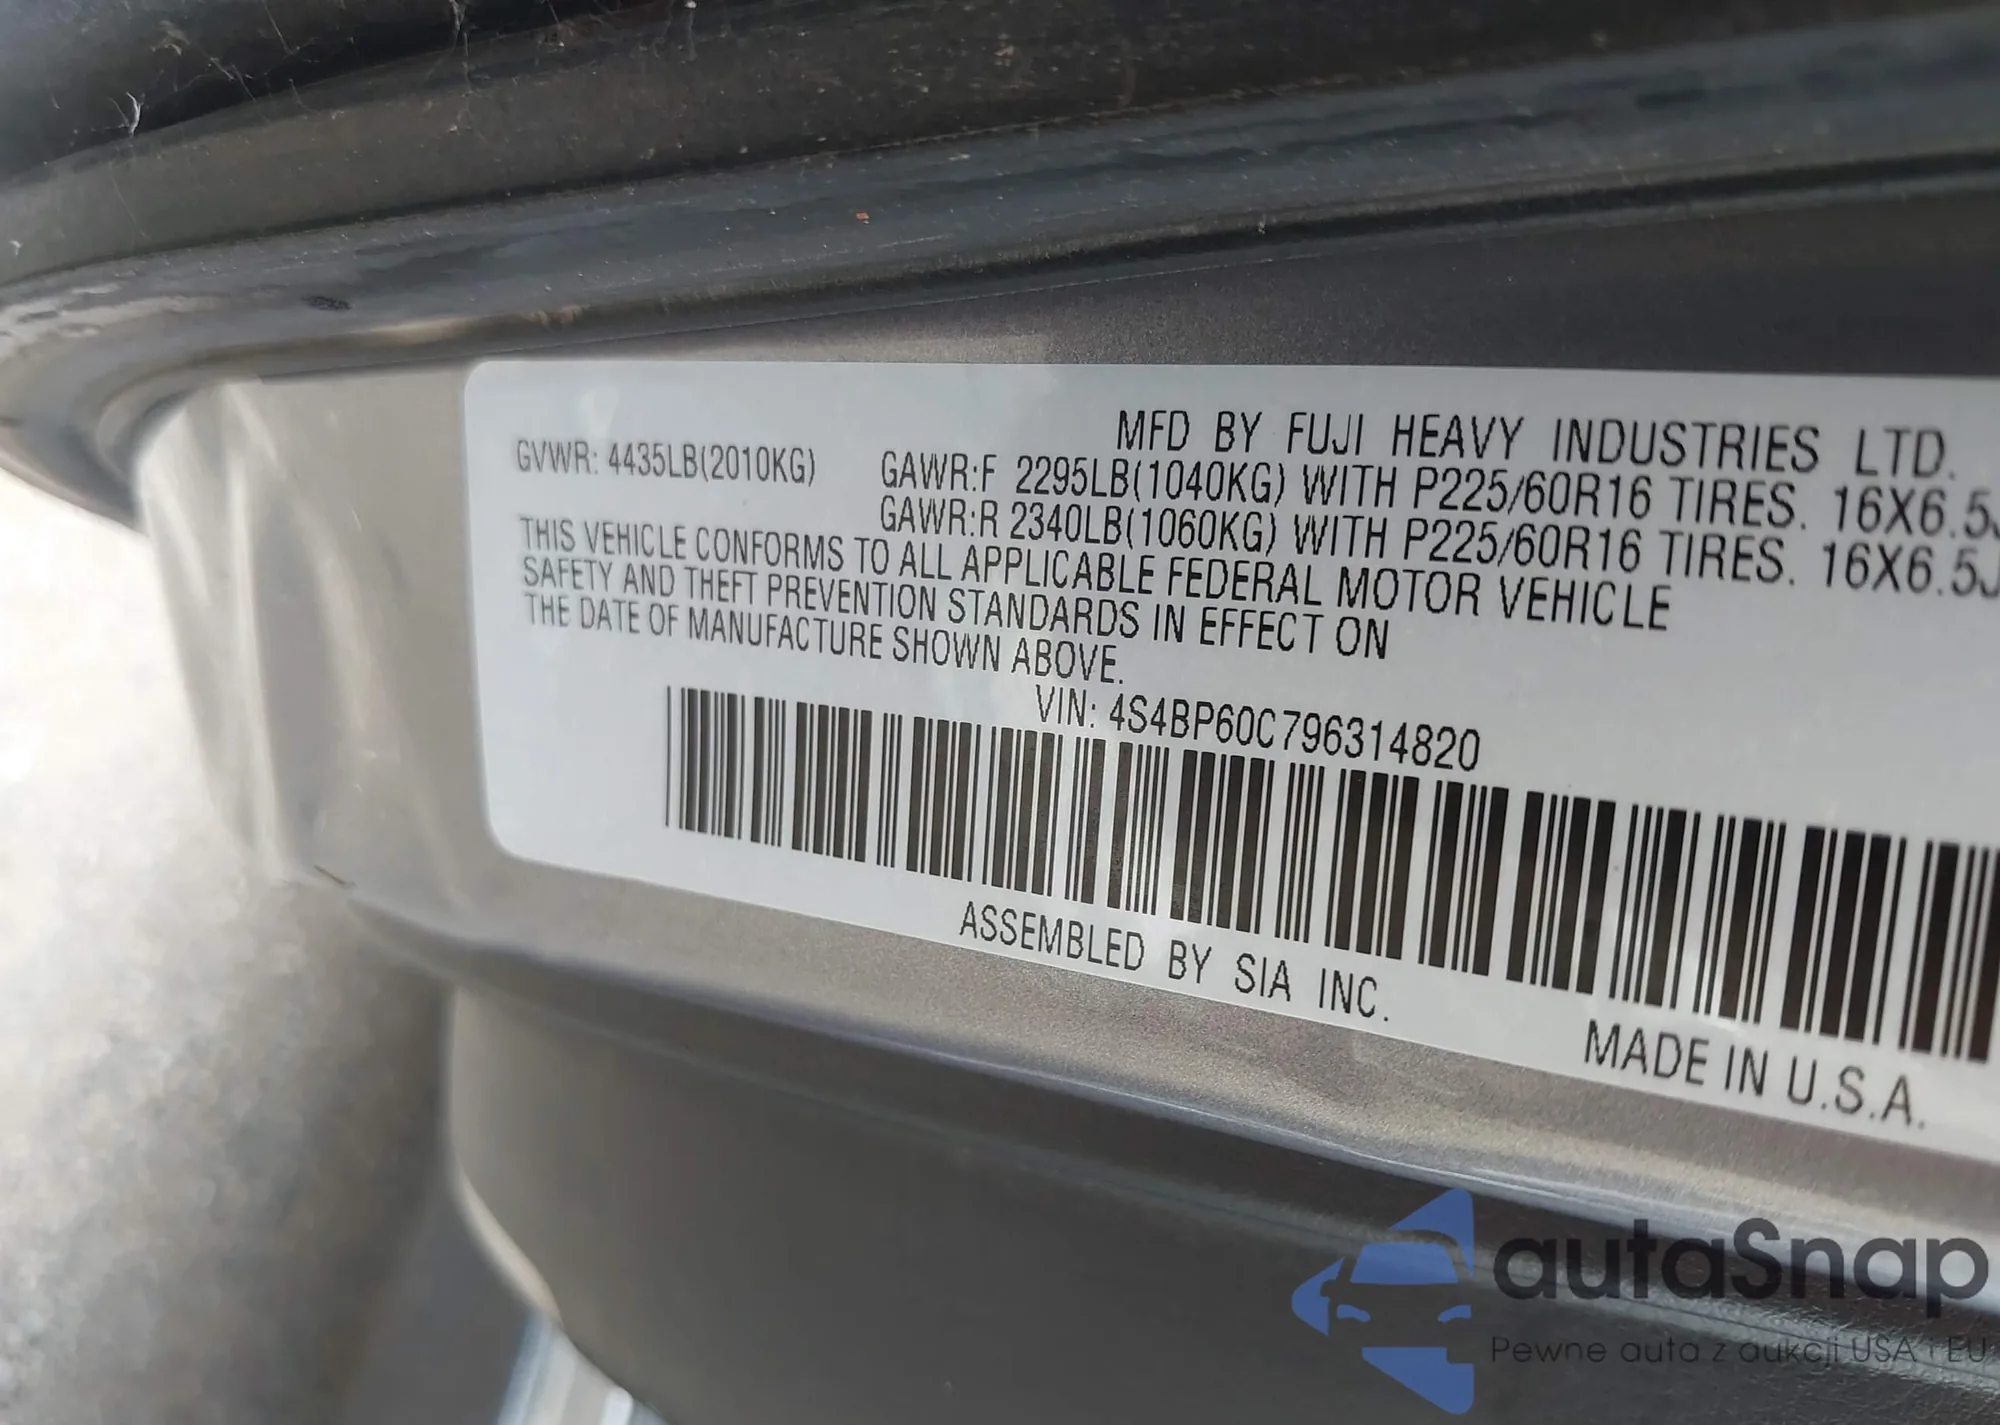 MFD BY FUJI HEAVY INDUSTRIES LTD.
GVWR: 4435LB(2010KG)
GAWR:F 2295LB(1040KG) WITH P225/60R16 TIRES. 16X6.5J
GAWR:R 2340LB(1060KG) WITH P225/60R16 TIRES. 16X6.5J
THIS VEHICLE CONFORMS TO ALL APPLICABLE FEDERAL MOTOR VEHICLE
SAFETY AND THEFT PREVENTION STANDARDS IN EFFECT ON
THE DATE OF MANUFACTURE SHOWN ABOVE.
VIN: 4S4BP60C796314820
ASSEMBLED BY SIA INC.
MADE IN U.S.A.
autaSnap
Pewne auta z aukcji USA i EU